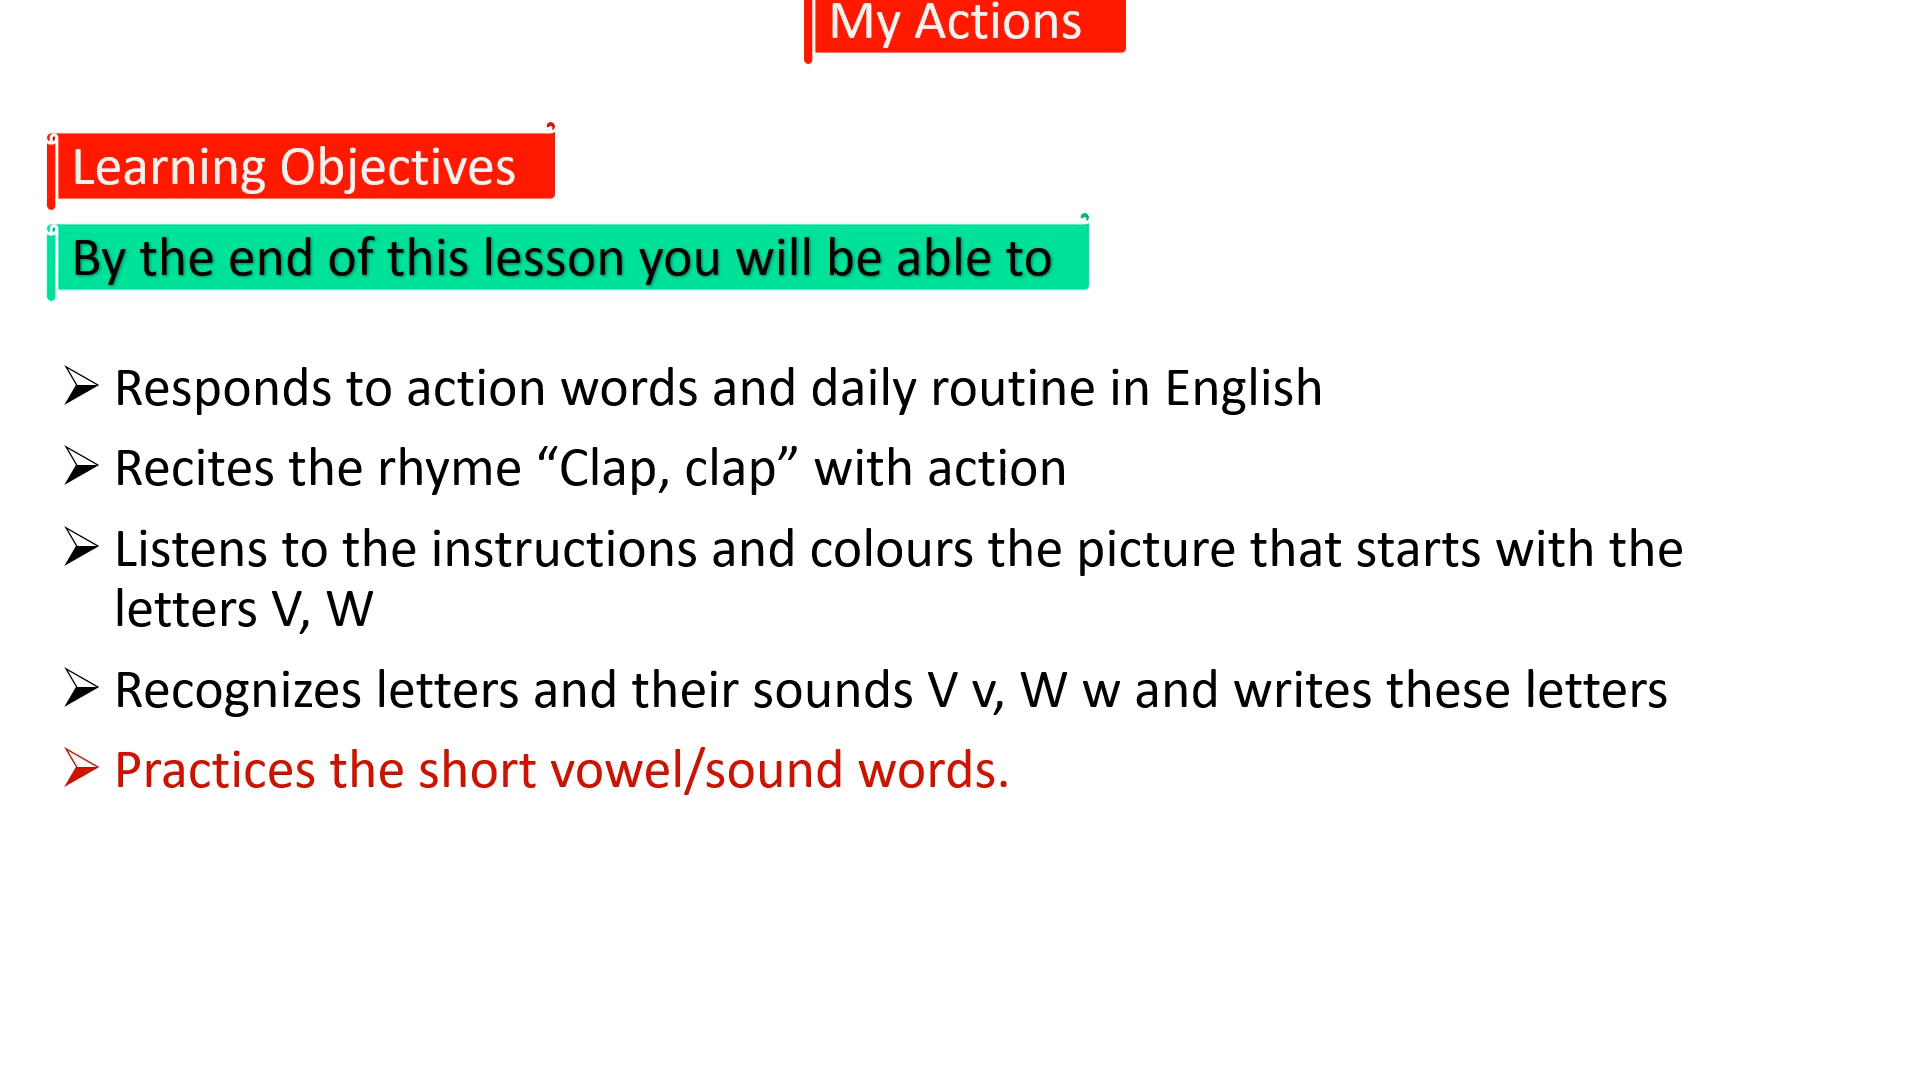 My Actions
Learning Objectives
By the end of this lesson you will be able to
➢ Responds to action words and daily routine in English
➢ Recites the rhyme “Clap, clap” with action
➢ Listens to the instructions and colours the picture that starts with the
letters V, W
➢ Recognizes letters and their sounds V v, W w and writes these letters
➢ Practices the short vowel/sound words.